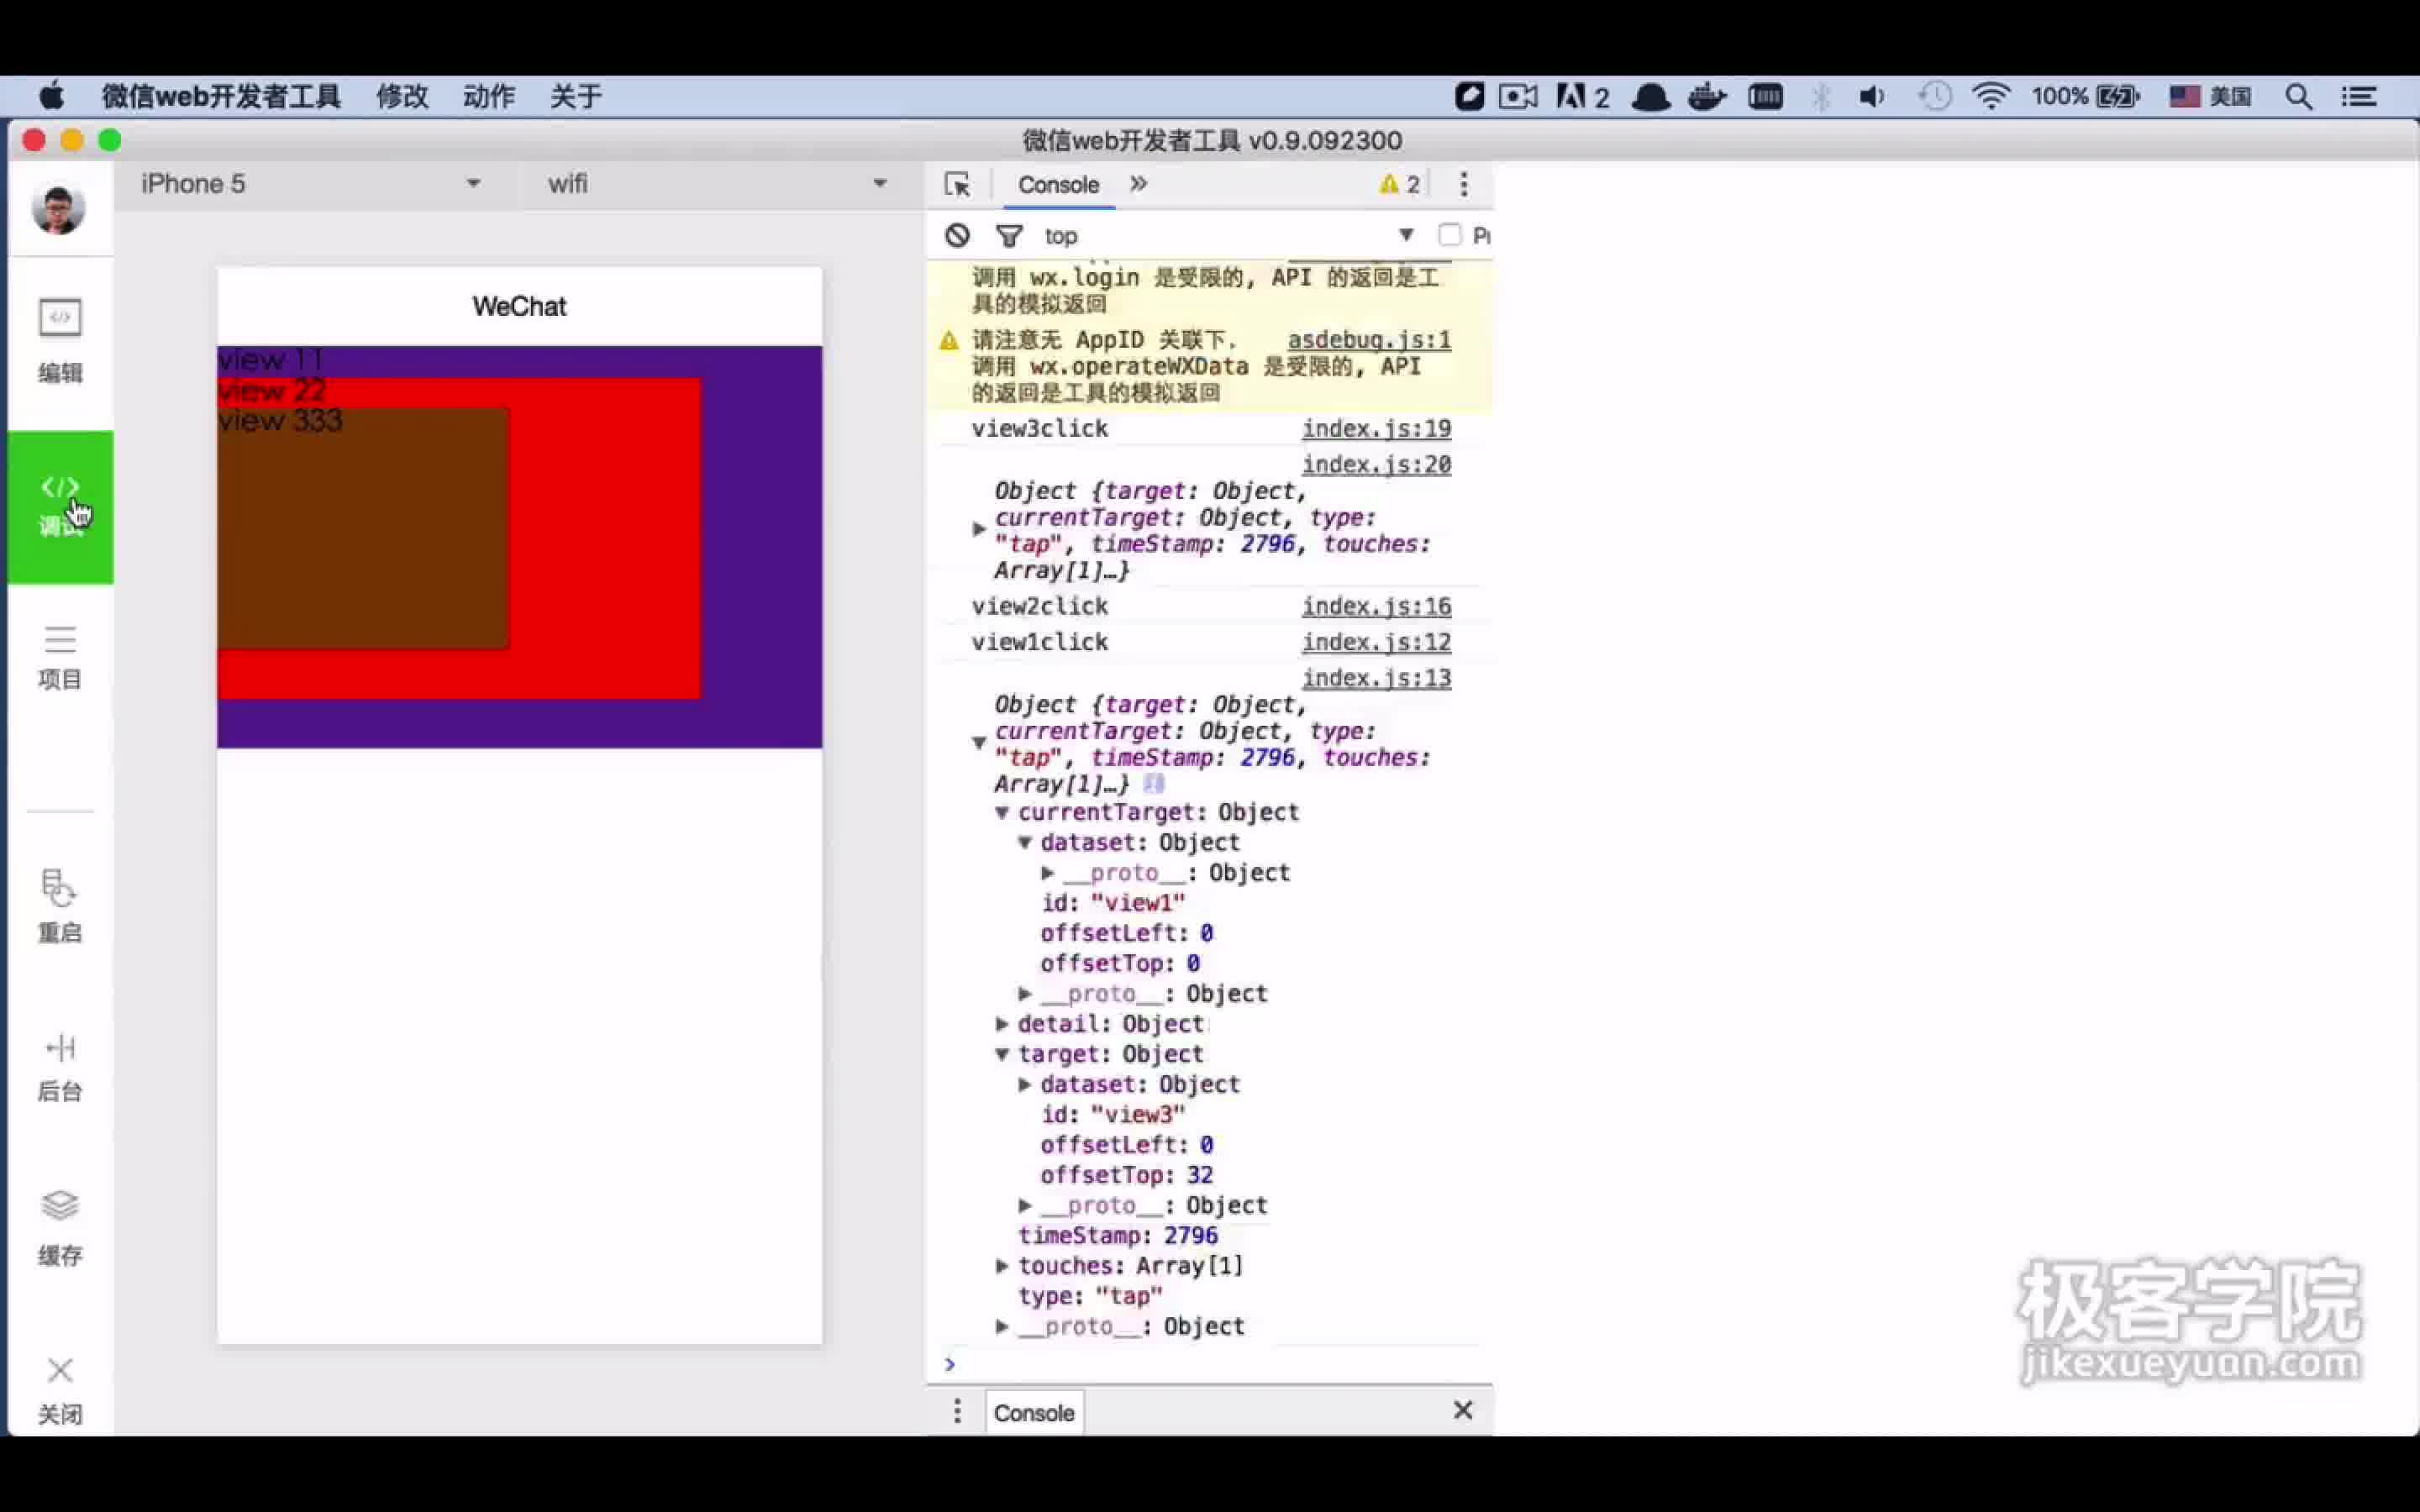 微信web开发者工具 修改 动作 关于 2 100% 美国
微信web开发者工具 v0.9.092300
iPhone 5 wifi
编辑
调试
项目
重启
后台
缓存
关闭
WeChat
view 11
view 22
view 333
Console » 2
top
调用 wx.login 是受限的, API 的返回是工
具的模拟返回
请注意无 AppID 关联下, asdebug.js:1
调用 wx.operateWXData 是受限的, API
的返回是工具的模拟返回
view3click index.js:19
index.js:20
Object {target: Object,
currentTarget: Object, type:
"tap", timeStamp: 2796, touches:
Array[1]…}
view2click index.js:16
view1click index.js:12
index.js:13
Object {target: Object,
currentTarget: Object, type:
"tap", timeStamp: 2796, touches:
Array[1]…}
currentTarget: Object
dataset: Object
__proto__: Object
id: "view1"
offsetLeft: 0
offsetTop: 0
__proto__: Object
detail: Object
target: Object
dataset: Object
id: "view3"
offsetLeft: 0
offsetTop: 32
__proto__: Object
timeStamp: 2796
touches: Array[1]
type: "tap"
__proto__: Object
Console
极客学院
jikexueyuan.com